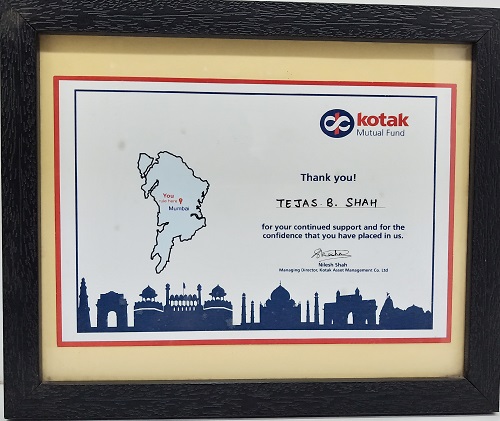 kotak
Mutual Fund
Thank you!
TEJAS B. SHAH
for your continued support and for the
confidence that you have placed in us.
Nilesh Shah
Managing Director, Kotak Asset Management Co. Ltd
You
Mumbai